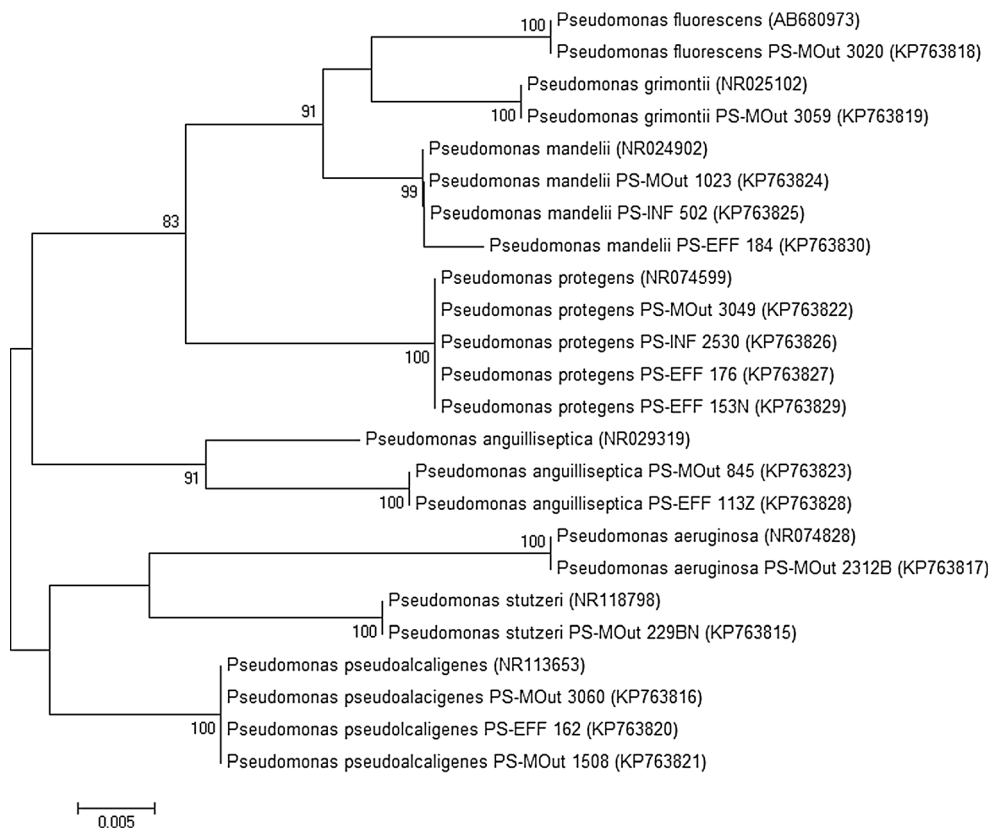 100
Pseudomonas fluorescens (AB680973)
Pseudomonas fluorescens PS-MOut 3020 (KP763818)
Pseudomonas grimontii (NR025102)
91
100
Pseudomonas grimontii PS-MOut 3059 (KP763819)
Pseudomonas mandelii (NR024902)
Pseudomonas mandelii PS-MOut 1023 (KP763824)
99
Pseudomonas mandelii PS-INF 502 (KP763825)
83
Pseudomonas mandelii PS-EFF 184 (KP763830)
Pseudomonas protegens (NR074599)
Pseudomonas protegens PS-MOut 3049 (KP763822)
Pseudomonas protegens PS-INF 2530 (KP763826)
100
Pseudomonas protegens PS-EFF 176 (KP763827)
Pseudomonas protegens PS-EFF 153N (KP763829)
Pseudomonas anguilliseptica (NR029319)
91
Pseudomonas anguilliseptica PS-MOut 845 (KP763823)
100
Pseudomonas anguilliseptica PS-EFF 113Z (KP763828)
100
Pseudomonas aeruginosa (NR074828)
Pseudomonas aeruginosa PS-MOut 2312B (KP763817)
Pseudomonas stutzeri (NR118798)
100
Pseudomonas stutzeri PS-MOut 229BN (KP763815)
Pseudomonas pseudoalcaligenes (NR113653)
Pseudomonas pseudoalacigenes PS-MOut 3060 (KP763816)
100
Pseudomonas pseudolcaligenes PS-EFF 162 (KP763820)
Pseudomonas pseudoalcaligenes PS-MOut 1508 (KP763821)
0.005